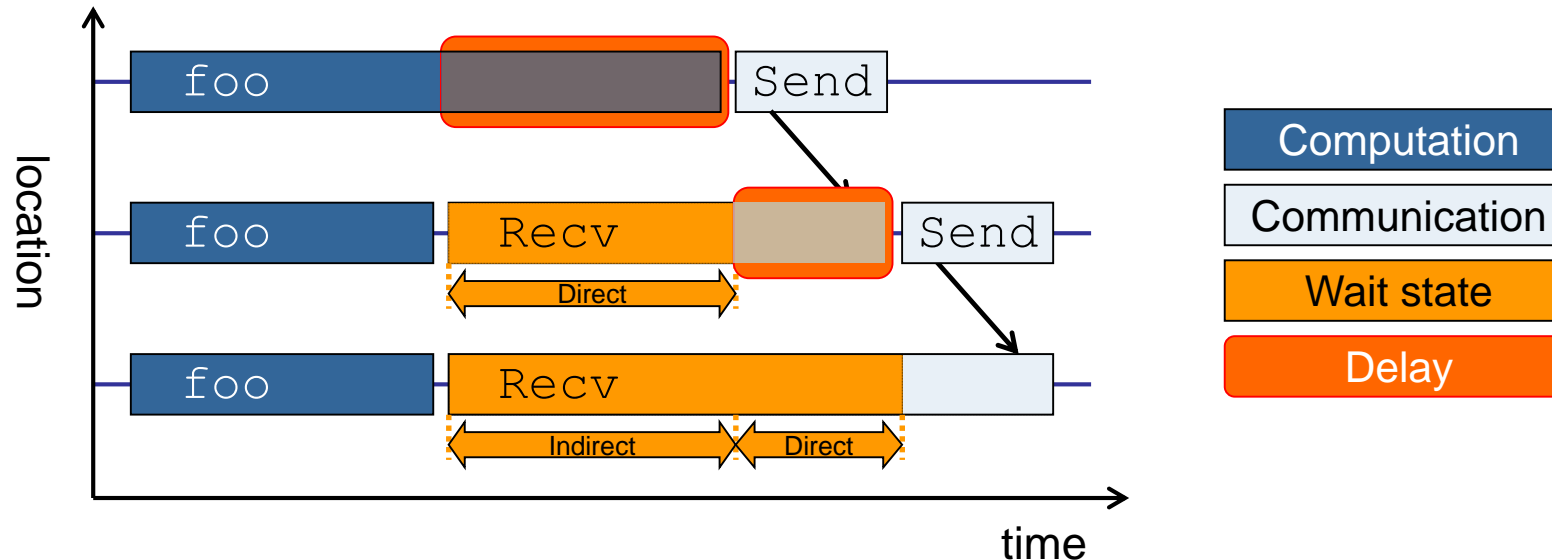 location
foo
Send
foo
Recv
Send
Direct
foo
Recv
Indirect
Direct
time
Computation
Communication
Wait state
Delay